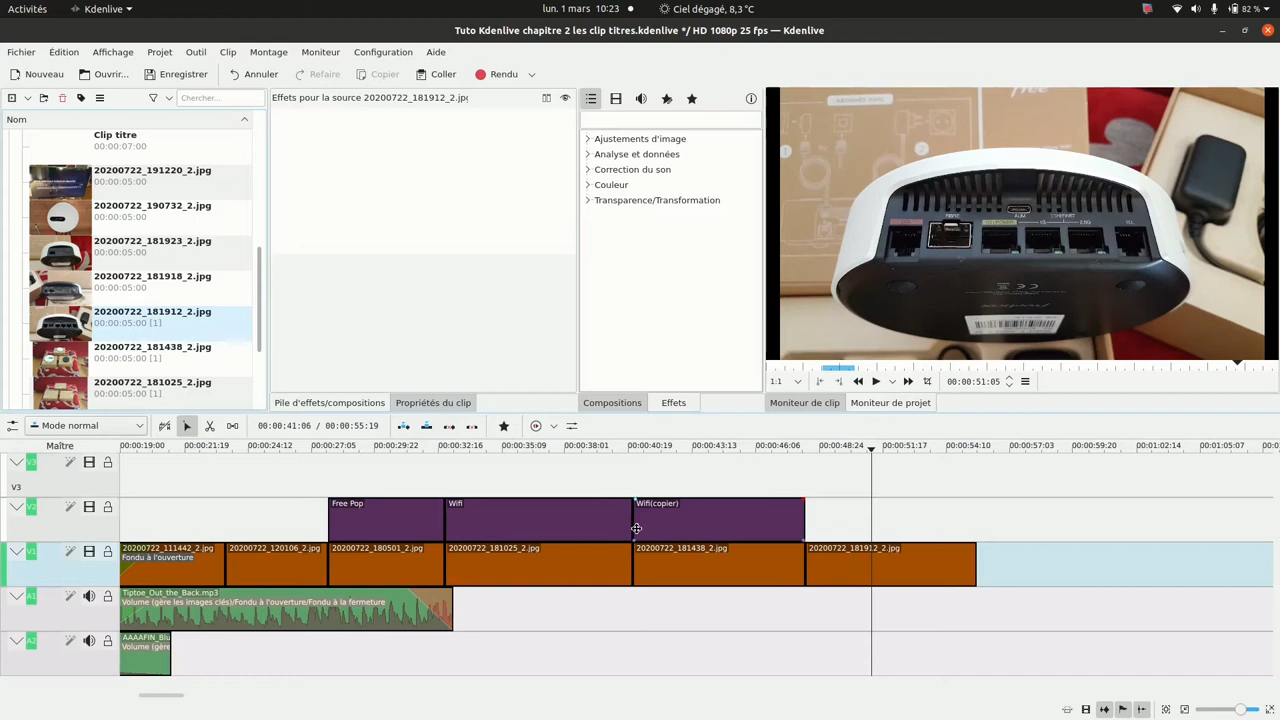 Activités
Kdenlive
lun. 1 mars 10:23
Ciel dégagé, 8,3 °C
82 %
Tuto Kdenlive chapitre 2 les clip titres.kdenlive */ HD 1080p 25 fps — Kdenlive
Fichier Édition Affichage Projet Outil Clip Montage Moniteur Configuration Aide
Nouveau Ouvrir... Enregistrer Annuler Refaire Copier Coller Rendu
Chercher...
Effets pour la source 20200722_181912_2.jpg
Nom
Clip titre
00:00:07:00
20200722_191220_2.jpg
00:00:05:00
20200722_190732_2.jpg
00:00:05:00
20200722_181923_2.jpg
00:00:05:00
20200722_181918_2.jpg
00:00:05:00
20200722_181912_2.jpg
00:00:05:00 [1]
20200722_181438_2.jpg
00:00:05:00 [1]
20200722_181025_2.jpg
00:00:05:00 [1]
Ajustements d'image
Analyse et données
Correction du son
Couleur
Transparence/Transformation
Pile d'effets/compositions Propriétés du clip
Compositions Effets
1:1
00:00:51:05
Moniteur de clip Moniteur de projet
Mode normal
00:00:41:06 / 00:00:55:19
Maître
00:00:19:00 00:00:21:19 00:00:24:12 00:00:27:05 00:00:29:22 00:00:32:16 00:00:35:09 00:00:38:01 00:00:40:19 00:00:43:13 00:00:46:06 00:00:48:24 00:00:51:17 00:00:54:10 00:00:57:03 00:00:59:20 00:01:02:14 00:01:05:07
V3
V3
V2
Free Pop
Wifi
Wifi(copier)
V1
20200722_111442_2.jpg
Fondu à l'ouverture
20200722_120106_2.jpg
20200722_180501_2.jpg
20200722_181025_2.jpg
20200722_181438_2.jpg
20200722_181912_2.jpg
A1
Tiptoe_Out_the_Back.mp3
Volume (gère les images clés)/Fondu à l'ouverture/Fondu à la fermeture
A2
AAAAFIN_Blu
Volume (gère